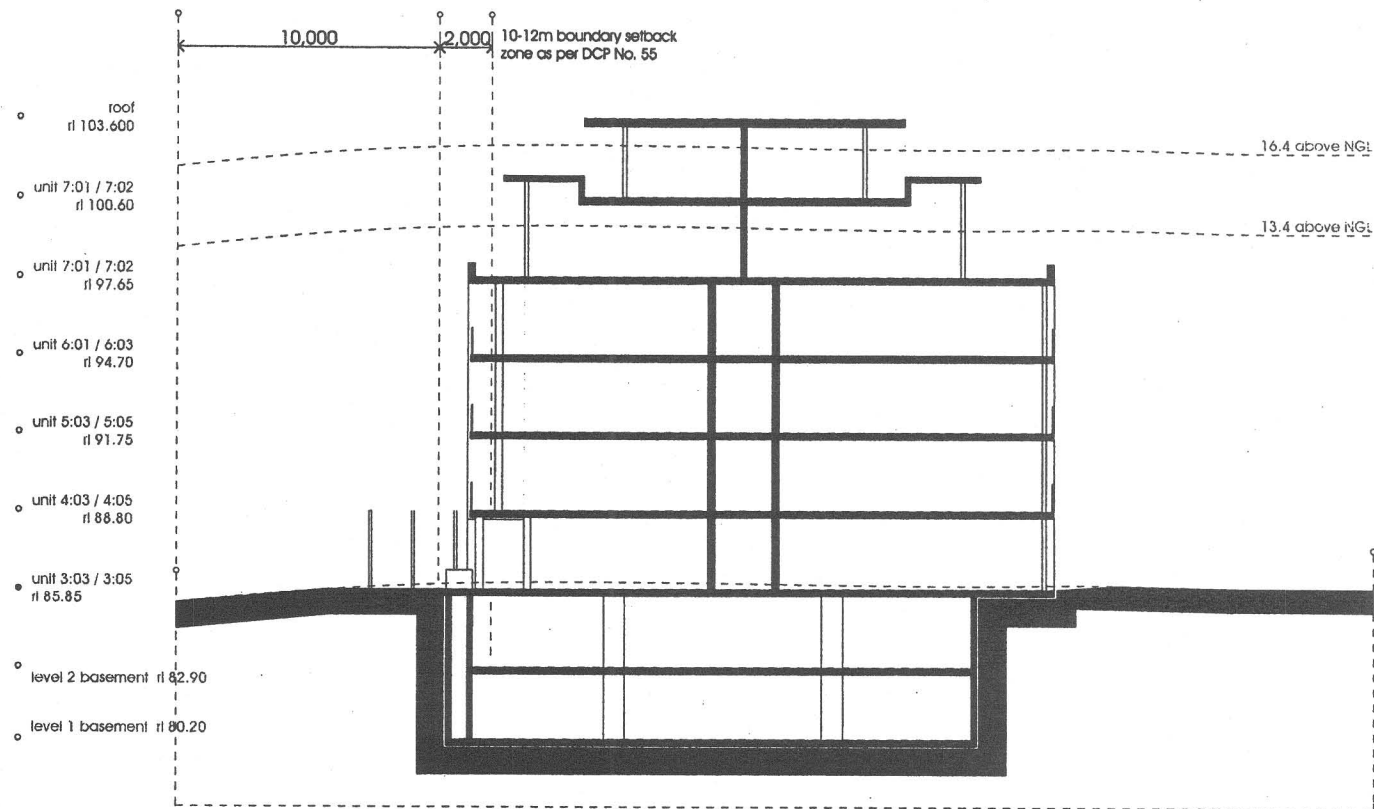 10,000
2,000
10-12m boundary setback
zone as per DCP No. 55
roof
rl 103.600
16.4 above NGL
unit 7:01 / 7:02
rl 100.60
13.4 above NGL
unit 7:01 / 7:02
rl 97.65
unit 6:01 / 6:03
rl 94.70
unit 5:03 / 5:05
rl 91.75
unit 4:03 / 4:05
rl 88.80
unit 3:03 / 3:05
rl 85.85
level 2 basement rl 82.90
level 1 basement rl 80.20